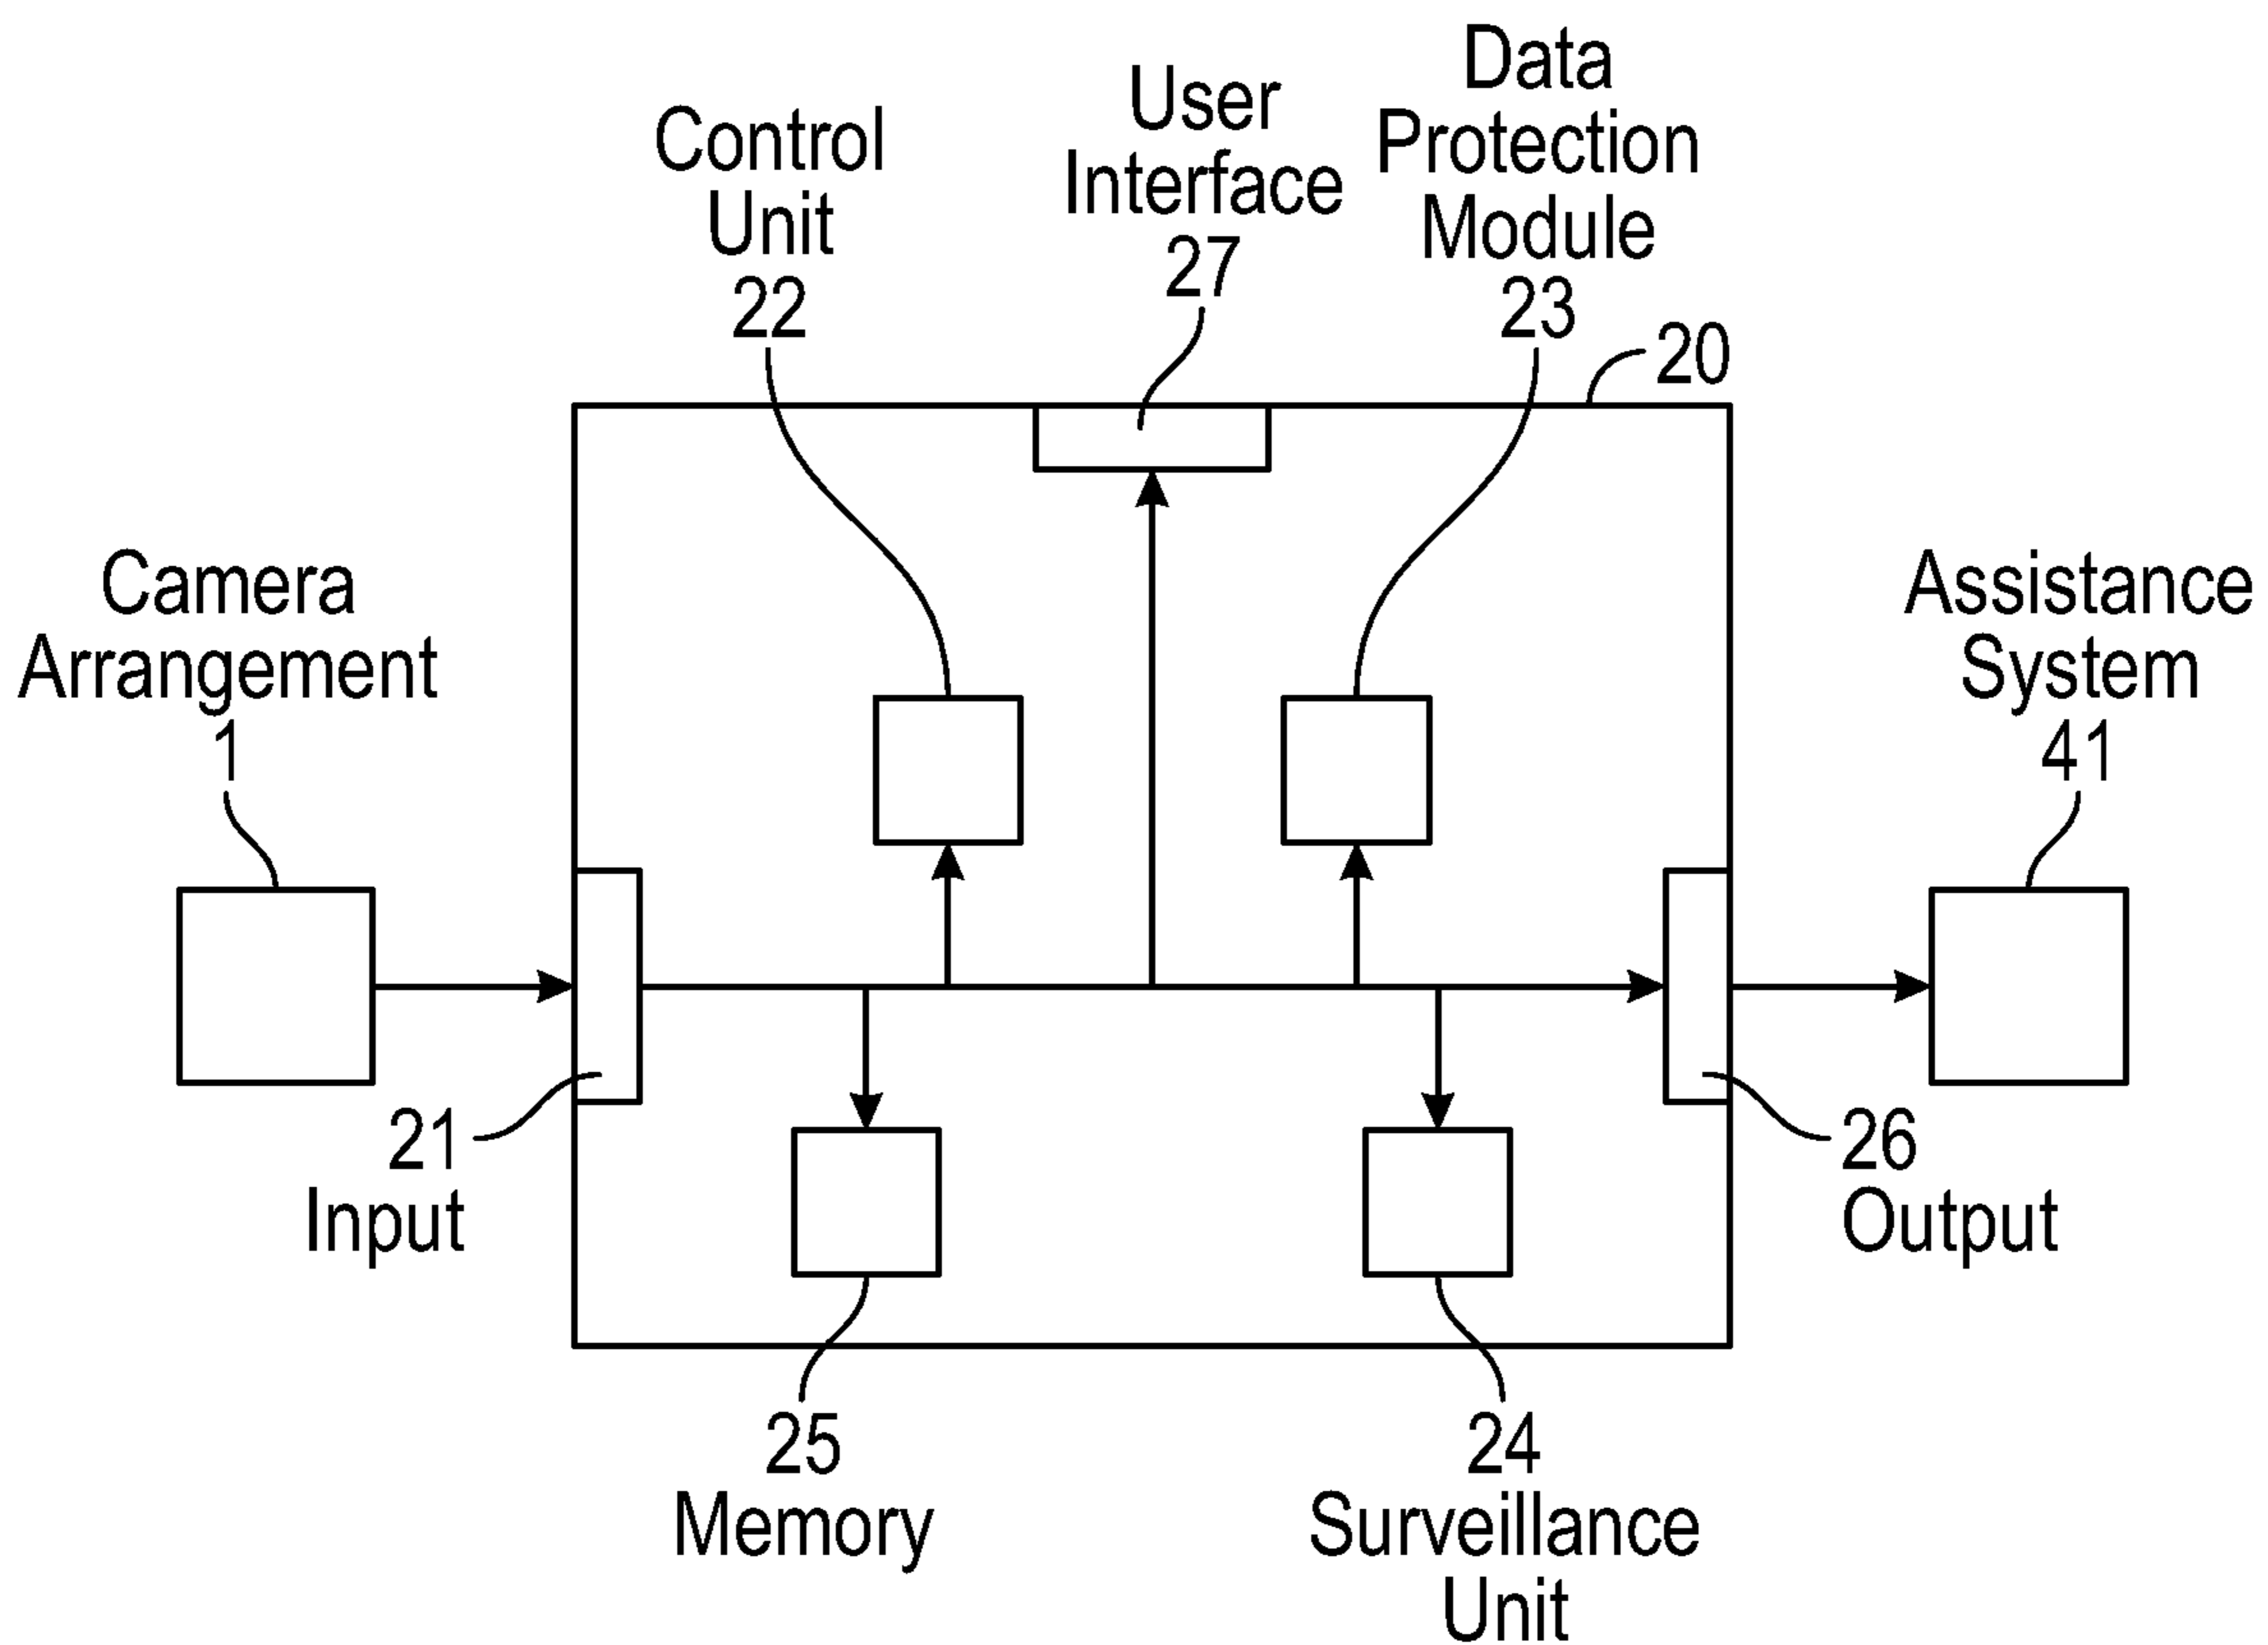 Control
Unit
22
User
Interface
27
Data
Protection
Module
23
20
Camera
Arrangement
1
Assistance
System
41
21
Input
26
Output
25
Memory
24
Surveillance
Unit